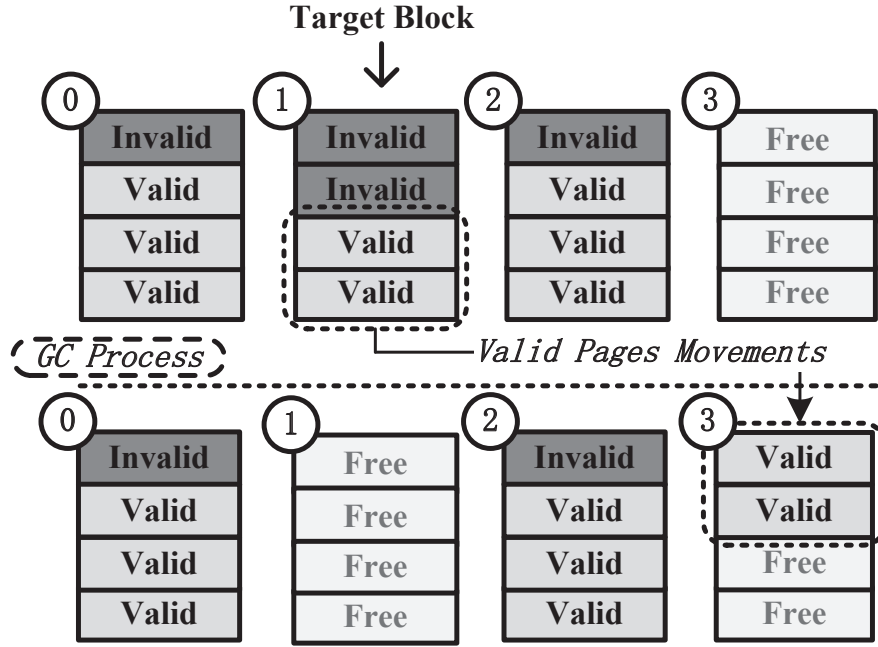 Target Block
0 1 2 3
Invalid Invalid Invalid Free
Valid Invalid Valid Free
Valid Valid Valid Free
Valid Valid Valid Free
GC Process Valid Pages Movements
0 1 2 3
Invalid Free Invalid Valid
Valid Free Valid Valid
Valid Free Valid Free
Valid Free Valid Free